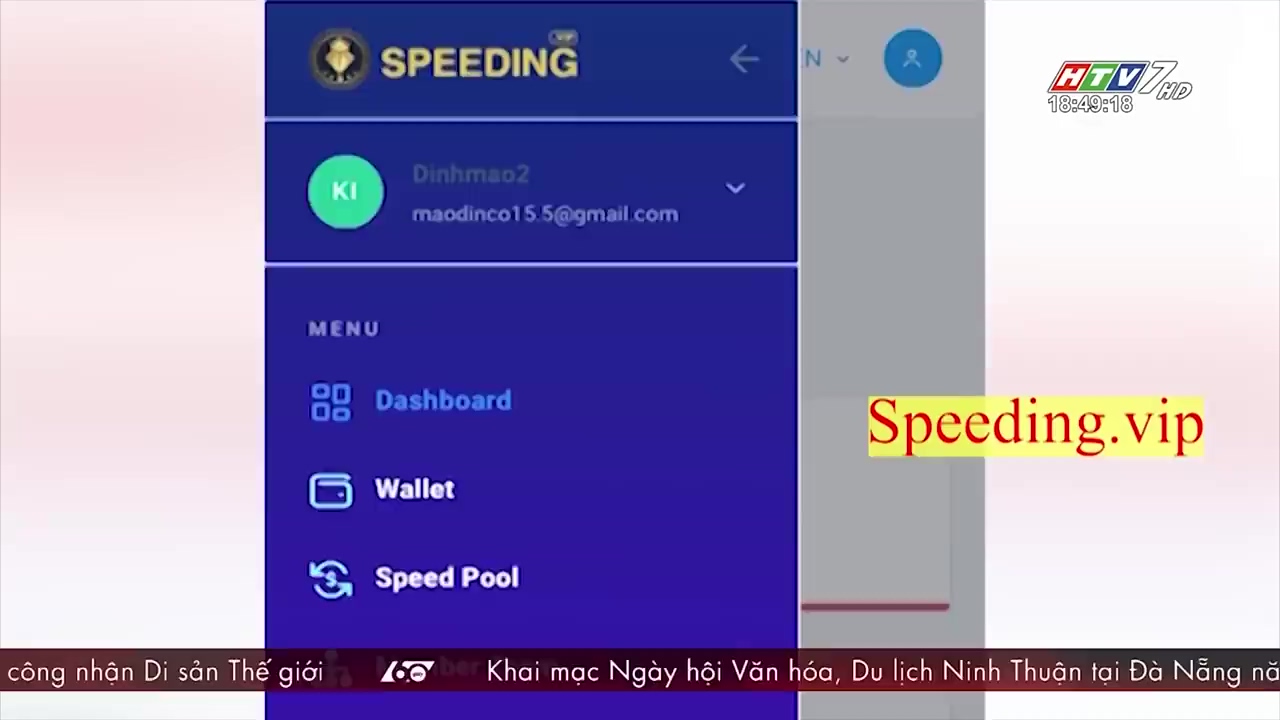 VIP
SPEEDING
EN
HTV7 HD
18:49:18
KI
Dinhmao2
maodinco15.5@gmail.com
MENU
Dashboard
Speeding.vip
Wallet
Speed Pool
công nhận Di sản Thế giới
60
Khai mạc Ngày hội Văn hóa, Du lịch Ninh Thuận tại Đà Nẵng nă